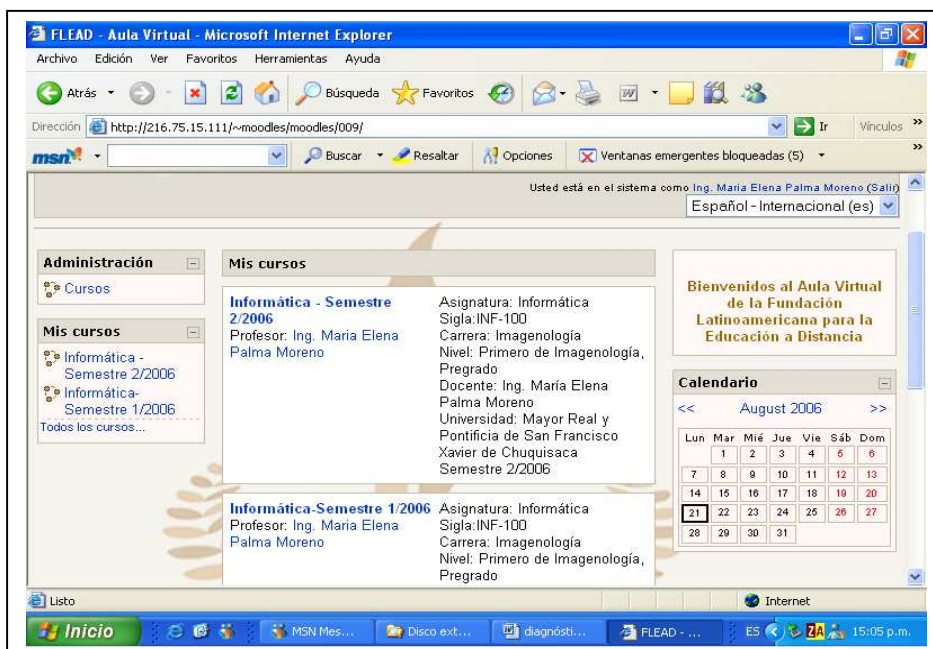 FLEAD - Aula Virtual - Microsoft Internet Explorer
Archivo Edición Ver Favoritos Herramientas Ayuda
Atrás Búsqueda Favoritos
Dirección http://216.75.15.111/~moodles/moodles/009/ Ir Vínculos »
msn Buscar Resaltar Opciones Ventanas emergentes bloqueadas (5) »
Usted está en el sistema como Ing. Maria Elena Palma Moreno (Salir)
Español - Internacional (es)
Administración
Cursos
Mis cursos
Informática -
Semestre 2/2006
Informática-
Semestre 1/2006
Todos los cursos...
Mis cursos
Informática - Semestre
2/2006
Profesor: Ing. Maria Elena
Palma Moreno
Asignatura: Informática
Sigla:INF-100
Carrera: Imagenología
Nivel: Primero de Imagenología,
Pregrado
Docente: Ing. María Elena
Palma Moreno
Universidad: Mayor Real y
Pontificia de San Francisco
Xavier de Chuquisaca
Semestre 2/2006
Informática-Semestre 1/2006
Profesor: Ing. Maria Elena
Palma Moreno
Asignatura: Informática
Sigla:INF-100
Carrera: Imagenología
Nivel: Primero de Imagenología,
Pregrado
Bienvenidos al Aula Virtual
de la Fundación
Latinoamericana para la
Educación a Distancia
Calendario
<< August 2006 >>
Lun Mar Mié Jue Vie Sáb Dom
1 2 3 4 5 6
7 8 9 10 11 12 13
14 15 16 17 18 19 20
21 22 23 24 25 26 27
28 29 30 31
Listo Internet
Inicio MSN Mes... Disco ext... diagnósti... FLEAD - ... ES ZA 15:05 p.m.